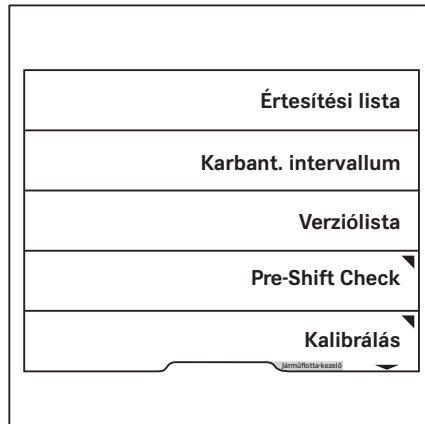 Értesítési lista
Karbant. intervallum
Verziólista
Pre-Shift Check
Kalibrálás
Járműflotta-kezelő